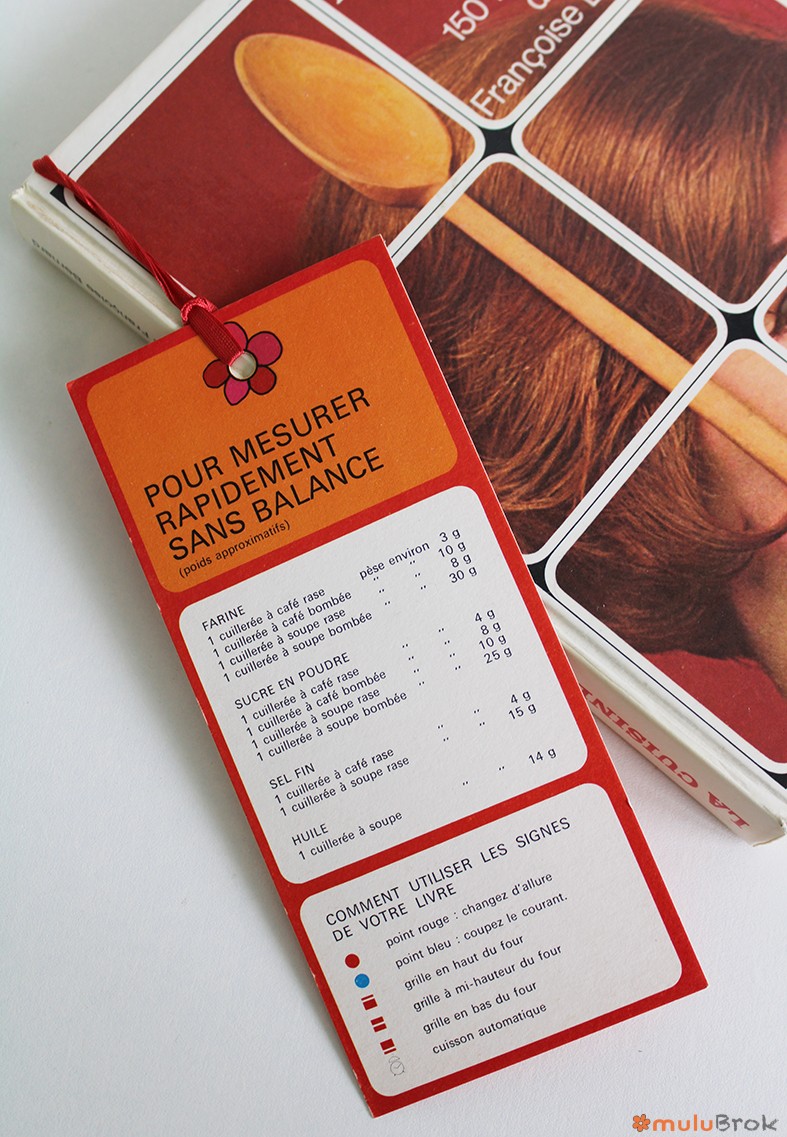 150
Françoise
POUR MESURER
RAPIDEMENT
SANS BALANCE
(poids approximatifs)
FARINE
1 cuillerée à café rase pèse environ 3 g
1 cuillerée à café bombée " " 10 g
1 cuillerée à soupe rase " " 8 g
1 cuillerée à soupe bombée " " 30 g
SUCRE EN POUDRE
1 cuillerée à café rase " " 4 g
1 cuillerée à café bombée " " 8 g
1 cuillerée à soupe rase " " 10 g
1 cuillerée à soupe bombée " " 25 g
SEL FIN
1 cuillerée à café rase " " 4 g
1 cuillerée à soupe rase " " 15 g
HUILE
1 cuillerée à soupe " " 14 g
COMMENT UTILISER LES SIGNES
DE VOTRE LIVRE
point rouge : changez d'allure
point bleu : coupez le courant.
grille en haut du four
grille à mi-hauteur du four
grille en bas du four
cuisson automatique
LA CUISIN
muluBrok